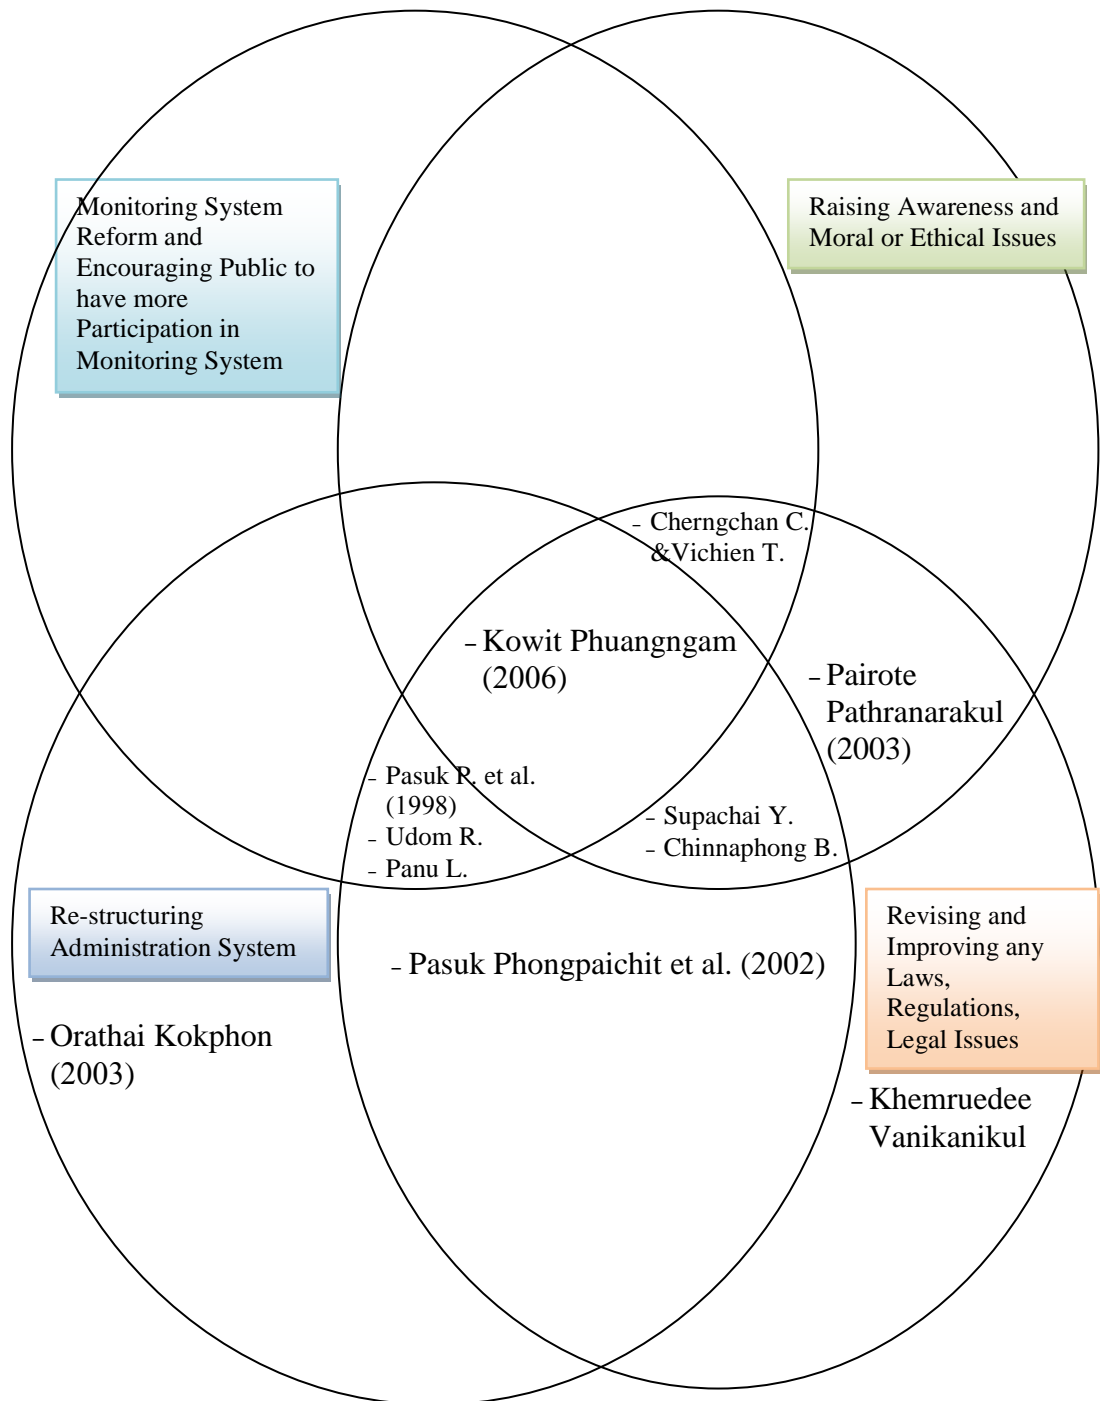 Monitoring System
Reform and
Encouraging Public to
have more
Participation in
Monitoring System
Raising Awareness and
Moral or Ethical Issues
– Cherngchan C.
&Vichien T.
– Kowit Phuangngam
(2006)
– Pairote
Pathranarakul
(2003)
– Pasuk P. et al.
(1998)
– Udom R.
– Panu L.
– Supachai Y.
– Chinnaphong B.
Re-structuring
Administration System
Revising and
Improving any
Laws,
Regulations,
Legal Issues
– Pasuk Phongpaichit et al. (2002)
– Orathai Kokphon
(2003)
– Khemruedee
Vanikanikul